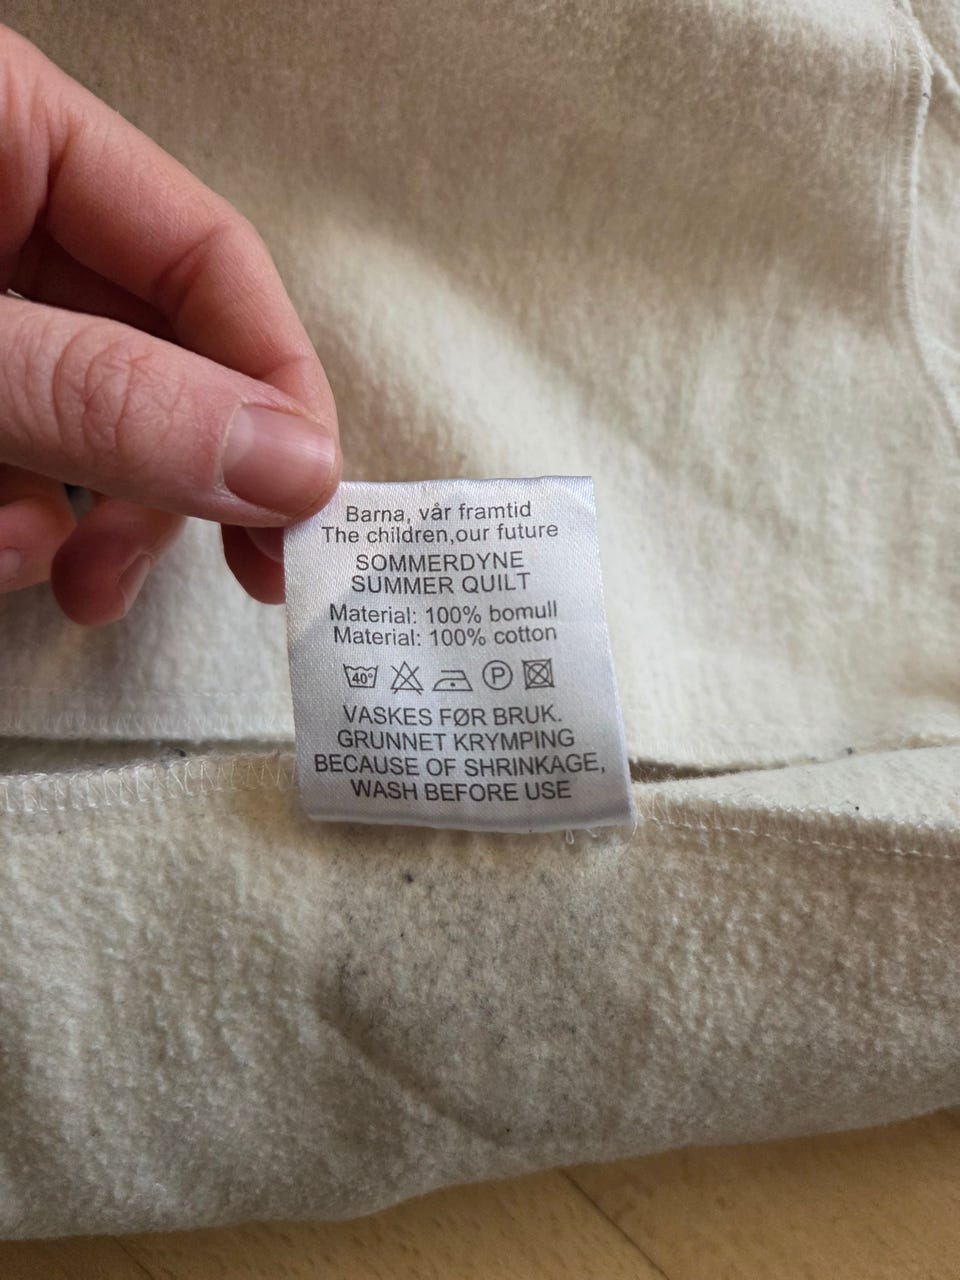 Barna, vår framtid
The children,our future
SOMMERDYNE
SUMMER QUILT
Material: 100% bomull
Material: 100% cotton
40° P
VASKES FØR BRUK.
GRUNNET KRYMPING
BECAUSE OF SHRINKAGE,
WASH BEFORE USE